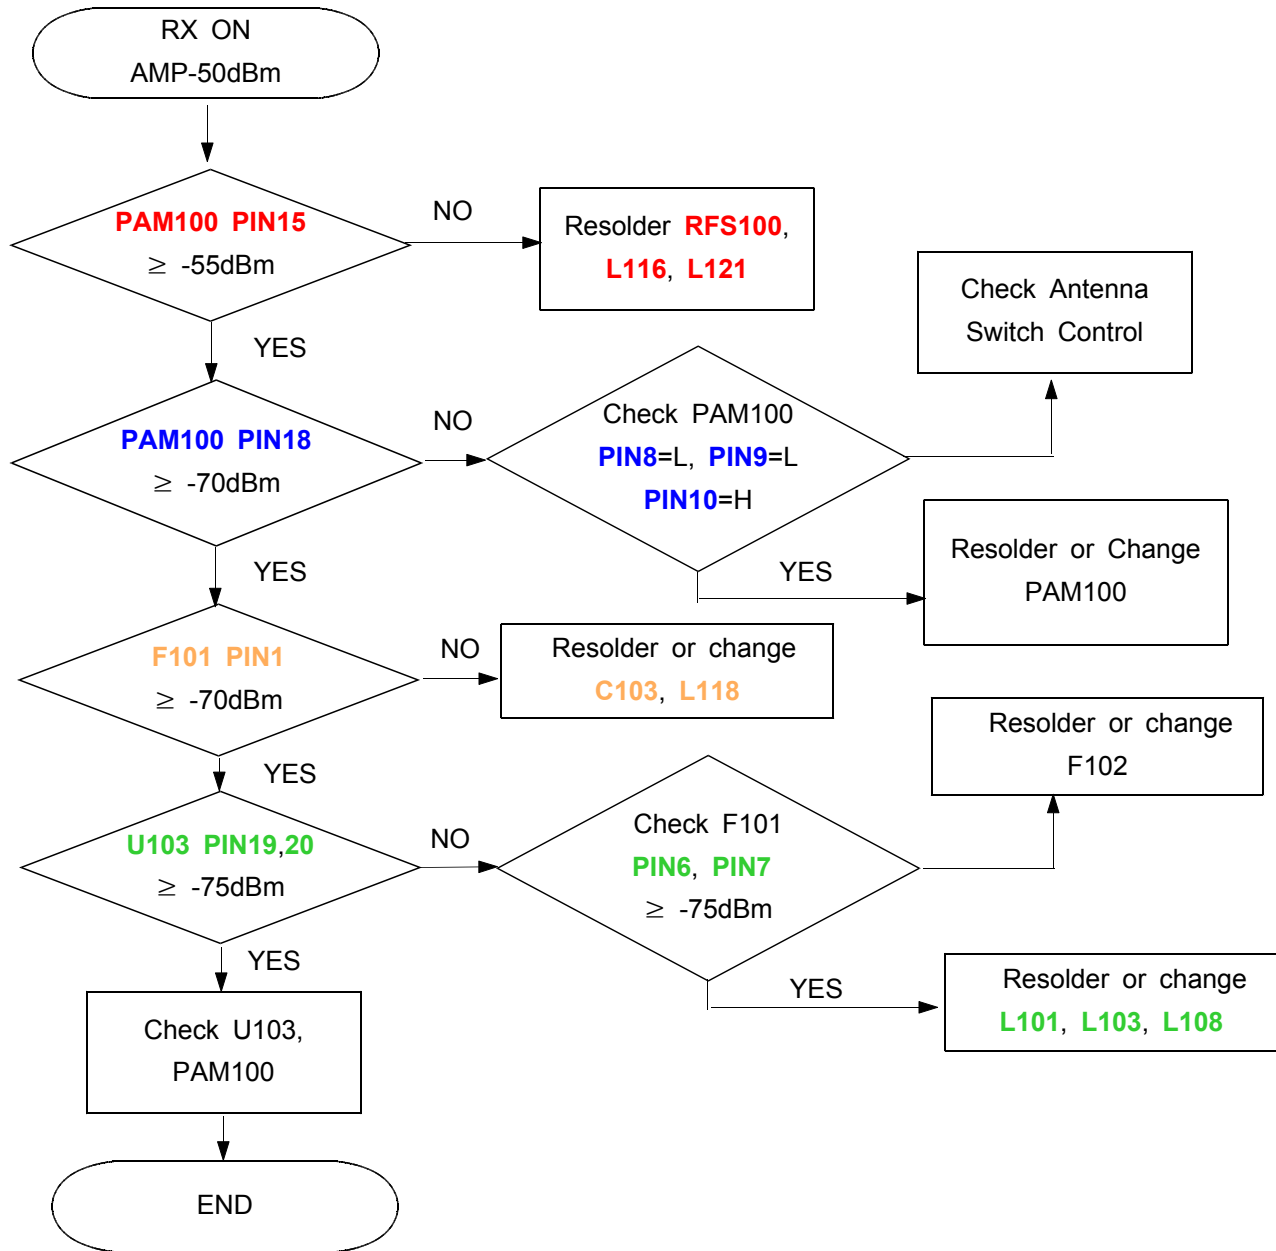 RX ON
AMP-50dBm
PAM100 PIN15
≥ -55dBm
NO
Resolder RFS100,
L116, L121
YES
PAM100 PIN18
≥ -70dBm
NO
Check PAM100
PIN8=L, PIN9=L
PIN10=H
Check Antenna
Switch Control
YES
Resolder or Change
PAM100
YES
F101 PIN1
≥ -70dBm
NO
Resolder or change
C103, L118
YES
U103 PIN19,20
≥ -75dBm
NO
Check F101
PIN6, PIN7
≥ -75dBm
Resolder or change
F102
YES
Resolder or change
L101, L103, L108
YES
Check U103,
PAM100
END